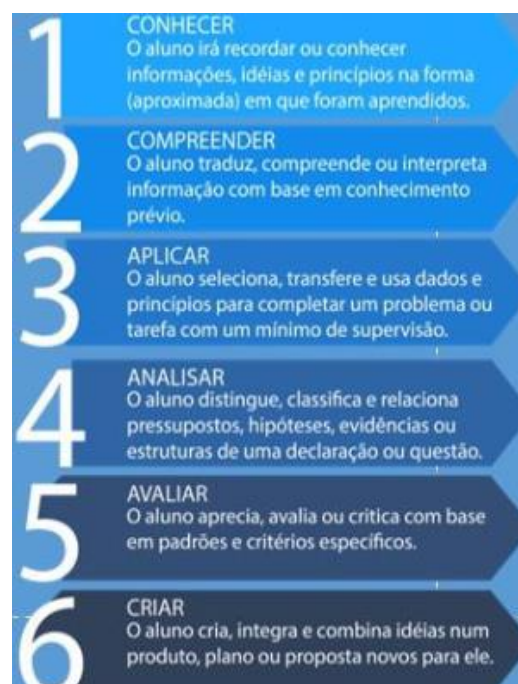 1
CONHECER
O aluno irá recordar ou conhecer
informações, idéias e princípios na forma
(aproximada) em que foram aprendidos.
2
COMPREENDER
O aluno traduz, compreende ou interpreta
informação com base em conhecimento
prévio.
3
APLICAR
O aluno seleciona, transfere e usa dados e
princípios para completar um problema ou
tarefa com um mínimo de supervisão.
4
ANALISAR
O aluno distingue, classifica e relaciona
pressupostos, hipóteses, evidências ou
estruturas de uma declaração ou questão.
5
AVALIAR
O aluno aprecia, avalia ou critica com base
em padrões e critérios específicos.
6
CRIAR
O aluno cria, integra e combina idéias num
produto, plano ou proposta novos para ele.